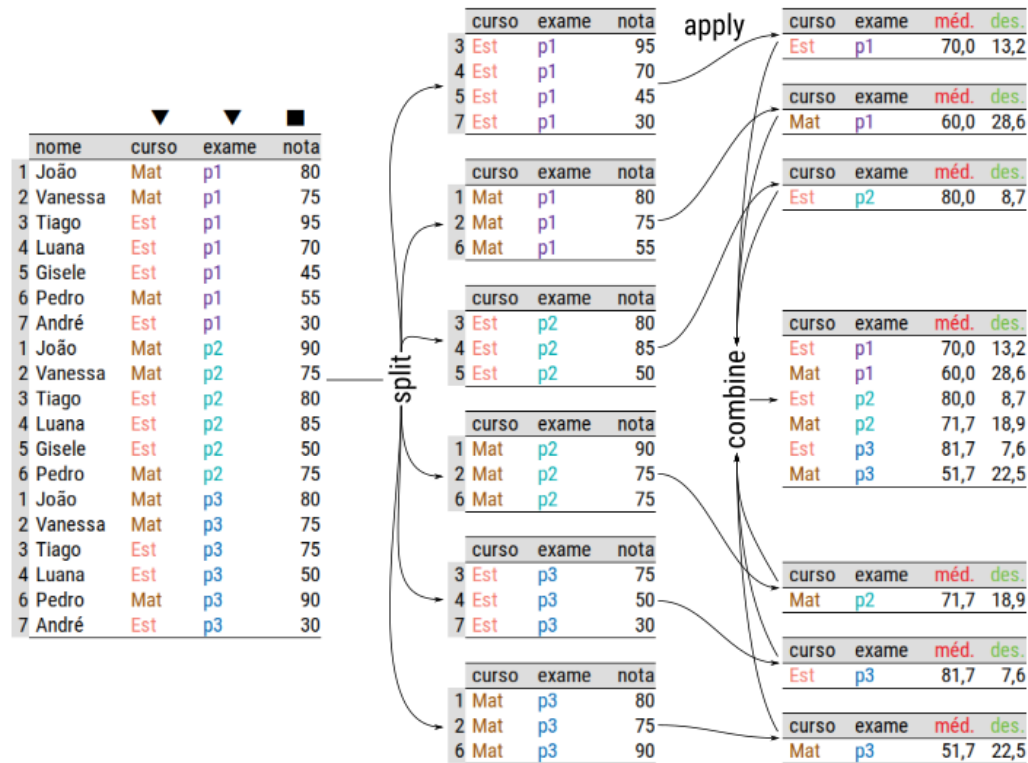 nome curso exame nota
1 João Mat p1 80
2 Vanessa Mat p1 75
3 Tiago Est p1 95
4 Luana Est p1 70
5 Gisele Est p1 45
6 Pedro Mat p1 55
7 André Est p1 30
1 João Mat p2 90
2 Vanessa Mat p2 75
3 Tiago Est p2 80
4 Luana Est p2 85
5 Gisele Est p2 50
6 Pedro Mat p2 75
1 João Mat p3 80
2 Vanessa Mat p3 75
3 Tiago Est p3 75
4 Luana Est p3 50
6 Pedro Mat p3 90
7 André Est p3 30
split
curso exame nota
3 Est p1 95
4 Est p1 70
5 Est p1 45
7 Est p1 30
curso exame nota
1 Mat p1 80
2 Mat p1 75
6 Mat p1 55
curso exame nota
3 Est p2 80
4 Est p2 85
5 Est p2 50
curso exame nota
1 Mat p2 90
2 Mat p2 75
6 Mat p2 75
curso exame nota
3 Est p3 75
4 Est p3 50
7 Est p3 30
curso exame nota
1 Mat p3 80
2 Mat p3 75
6 Mat p3 90
apply
curso exame méd. des.
Est p1 70,0 13,2
curso exame méd. des.
Mat p1 60,0 28,6
curso exame méd. des.
Est p2 80,0 8,7
combine
curso exame méd. des.
Est p1 70,0 13,2
Mat p1 60,0 28,6
Est p2 80,0 8,7
Mat p2 71,7 18,9
Est p3 81,7 7,6
Mat p3 51,7 22,5
curso exame méd. des.
Mat p2 71,7 18,9
curso exame méd. des.
Est p3 81,7 7,6
curso exame méd. des.
Mat p3 51,7 22,5